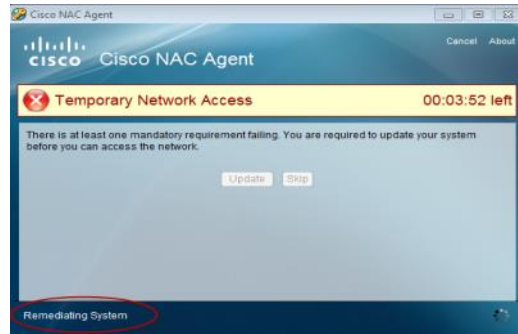 Cisco NAC Agent
Cancel About
CISCO Cisco NAC Agent
Temporary Network Access 00:03:52 left
There is at least one mandatory requirement failing. You are required to update your system
before you can access the network.
Update Skip
Remediating System